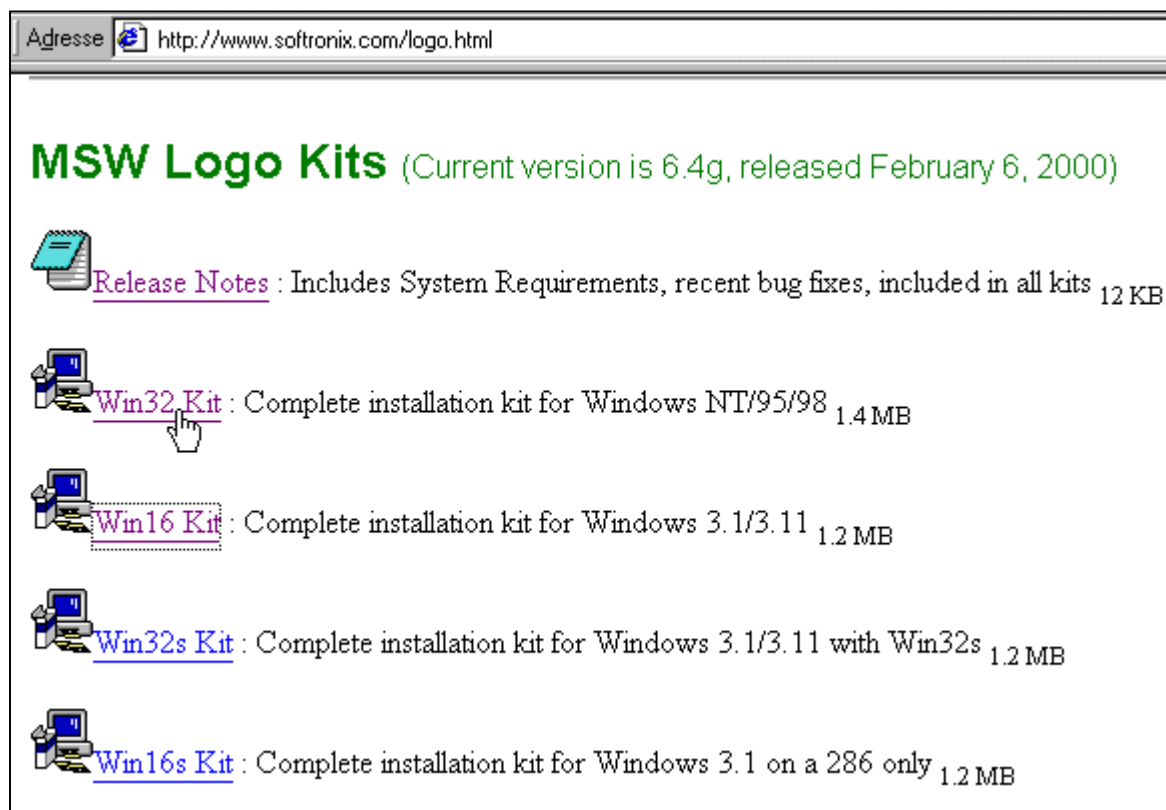 Adresse http://www.softronix.com/logo.html
MSW Logo Kits (Current version is 6.4g, released February 6, 2000)
Release Notes : Includes System Requirements, recent bug fixes, included in all kits 12 KB
Win32 Kit : Complete installation kit for Windows NT/95/98 1.4 MB
Win16 Kit : Complete installation kit for Windows 3.1/3.11 1.2 MB
Win32s Kit : Complete installation kit for Windows 3.1/3.11 with Win32s 1.2 MB
Win16s Kit : Complete installation kit for Windows 3.1 on a 286 only 1.2 MB